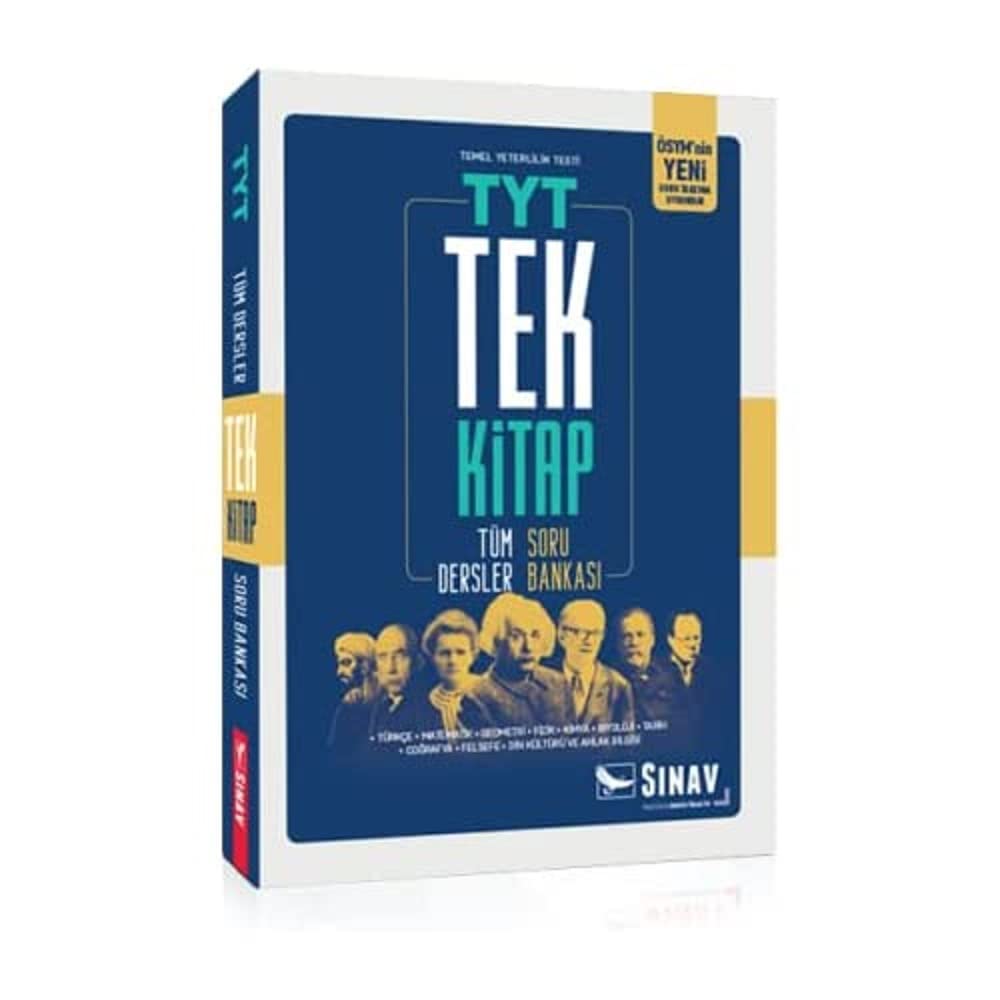 TEMEL YETERLİLİK TESTİ
TYT
TEK
KİTAP
TÜM SORU
DERSLER BANKASI
ÖSYM'nin
YENİ
• TÜRKÇE • MATEMATİK • GEOMETRİ • FİZİK • KİMYA • BİYOLOJİ • TARİH
• COĞRAFYA • FELSEFE • DİN KÜLTÜRÜ VE AHLAK BİLGİSİ
SINAV
TYT TÜM DERSLER TEK KİTAP SORU BANKASI SINAV